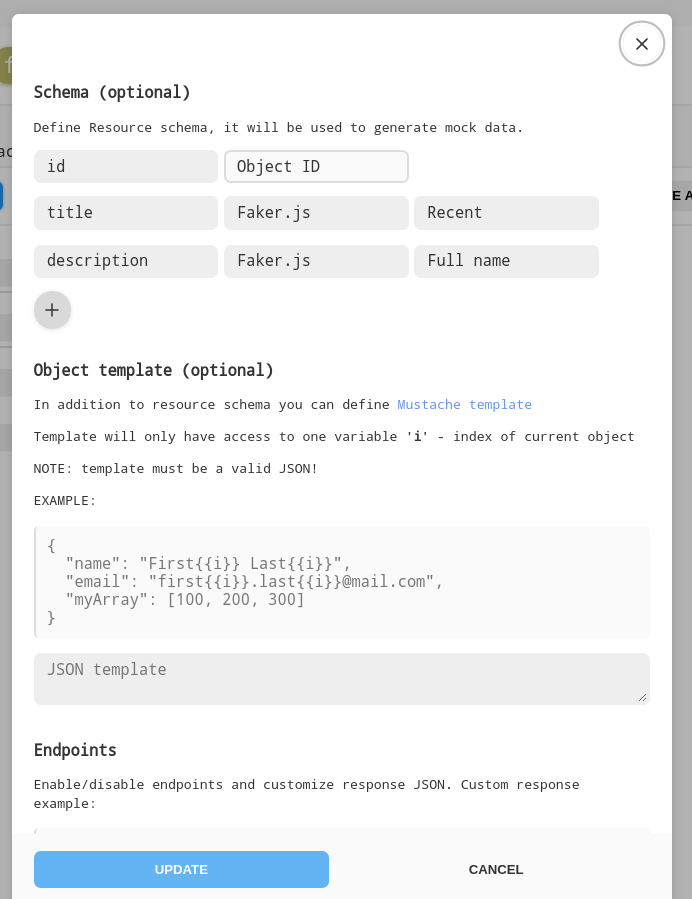 f
Schema (optional)
Define Resource schema, it will be used to generate mock data.
id Object ID
title Faker.js Recent
E A
description Faker.js Full name
Object template (optional)
In addition to resource schema you can define Mustache template
Template will only have access to one variable 'i' - index of current object
NOTE: template must be a valid JSON!
EXAMPLE:
{
"name": "First{{i}} Last{{i}}",
"email": "first{{i}}.last{{i}}@mail.com",
"myArray": [100, 200, 300]
}
JSON template
Endpoints
Enable/disable endpoints and customize response JSON. Custom response
example:
UPDATE CANCEL